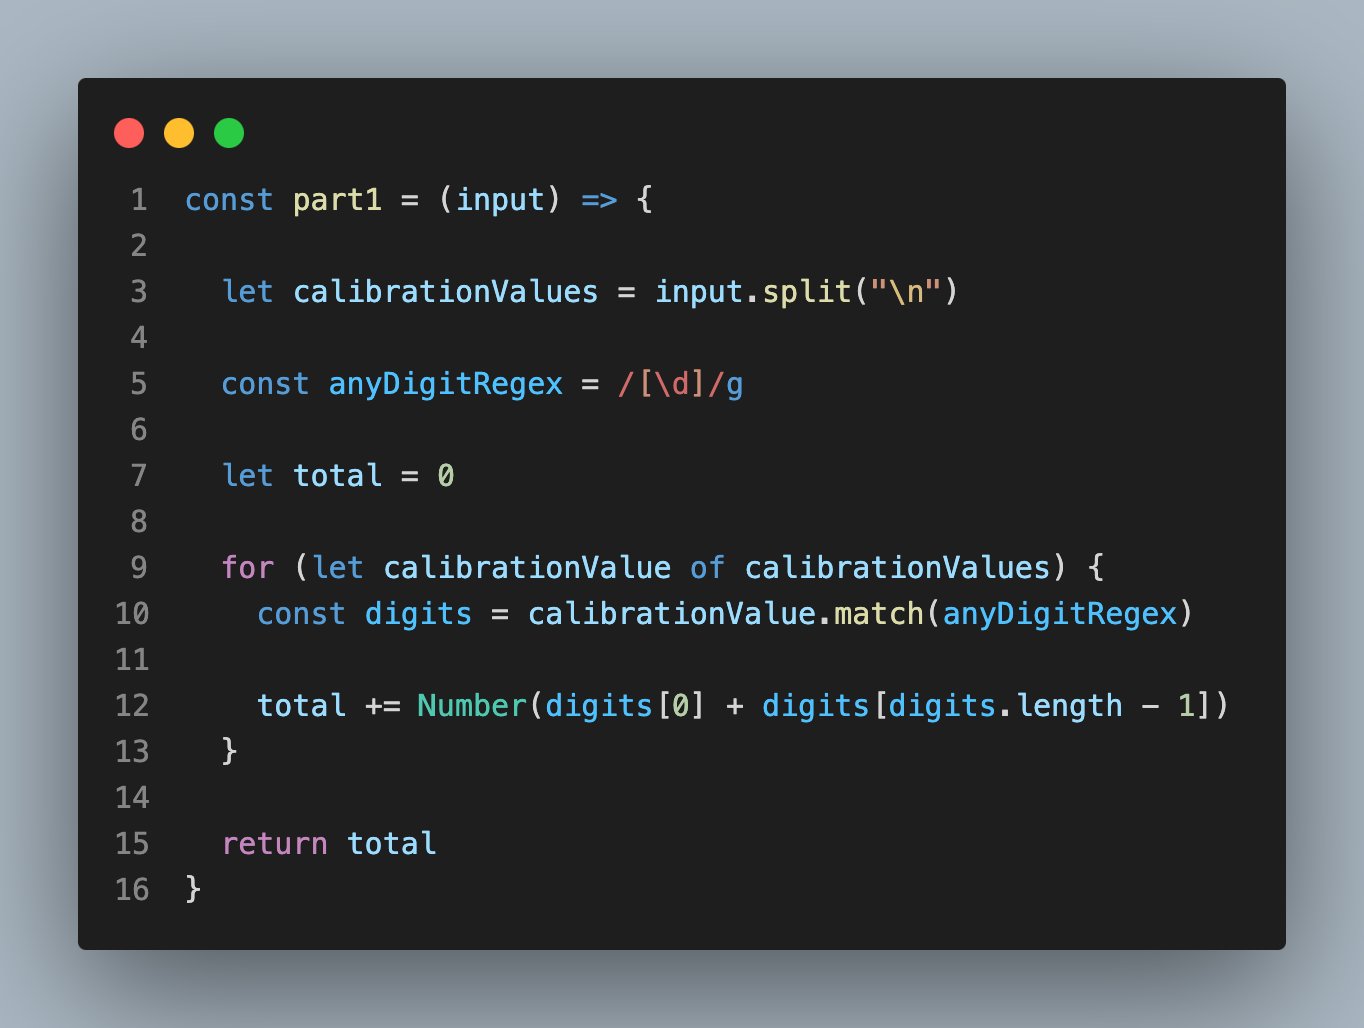 1 const part1 = (input) => {
2
3   let calibrationValues = input.split("\n")
4
5   const anyDigitRegex = /[\d]/g
6
7   let total = 0
8
9   for (let calibrationValue of calibrationValues) {
10     const digits = calibrationValue.match(anyDigitRegex)
11
12     total += Number(digits[0] + digits[digits.length - 1])
13   }
14
15   return total
16 }